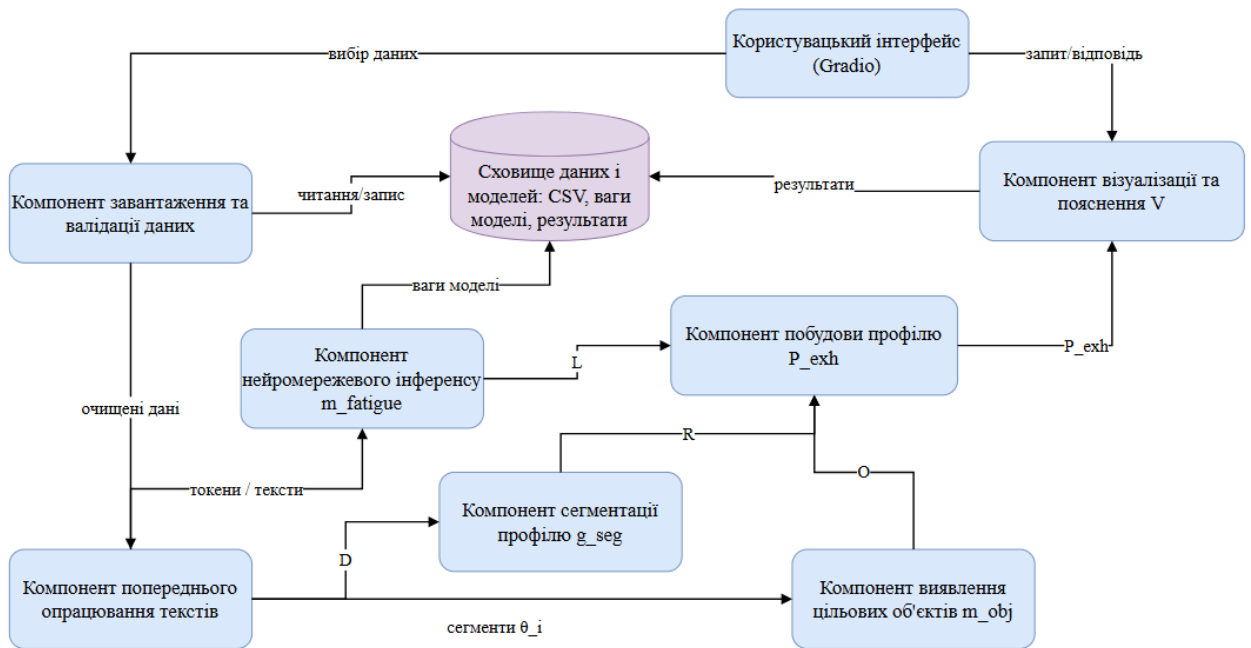 вибір даних
Користувацький інтерфейс
(Gradio)
запит/відповідь
Компонент завантаження та
валідації даних
читання/запис
Сховище даних і
моделей: CSV, ваги
моделі, результати
результати
Компонент візуалізації та
пояснення V
ваги моделі
Компонент
нейромережевого інференсу
m_fatigue
L
Компонент побудови профілю
P_exh
P_exh
очищені дані
R
токени / тексти
O
Компонент сегментації
профілю g_seg
D
Компонент попереднього
опрацювання текстів
Компонент виявлення
цільових об'єктів m_obj
сегменти θ_i